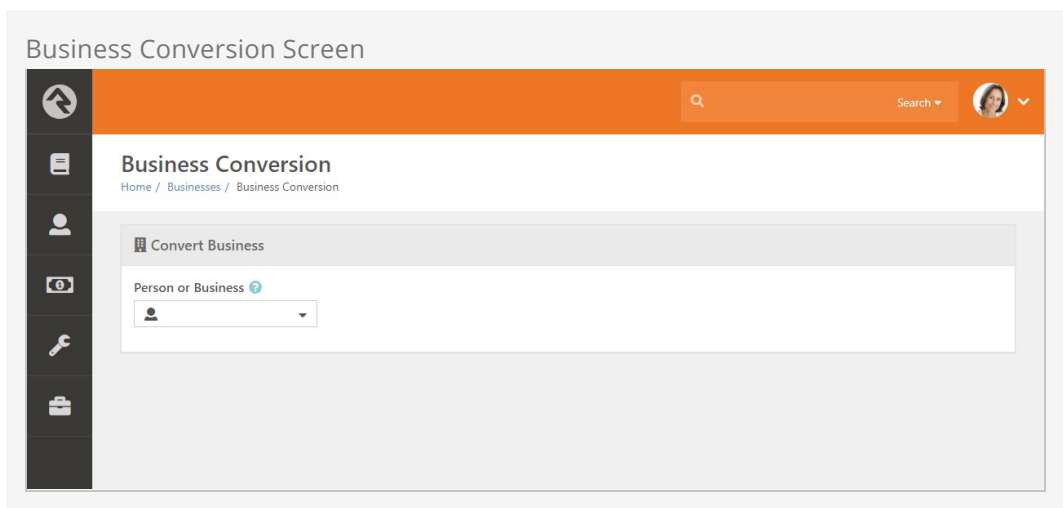 Business Conversion Screen
Search
Business Conversion
Home / Businesses / Business Conversion
Convert Business
Person or Business ?